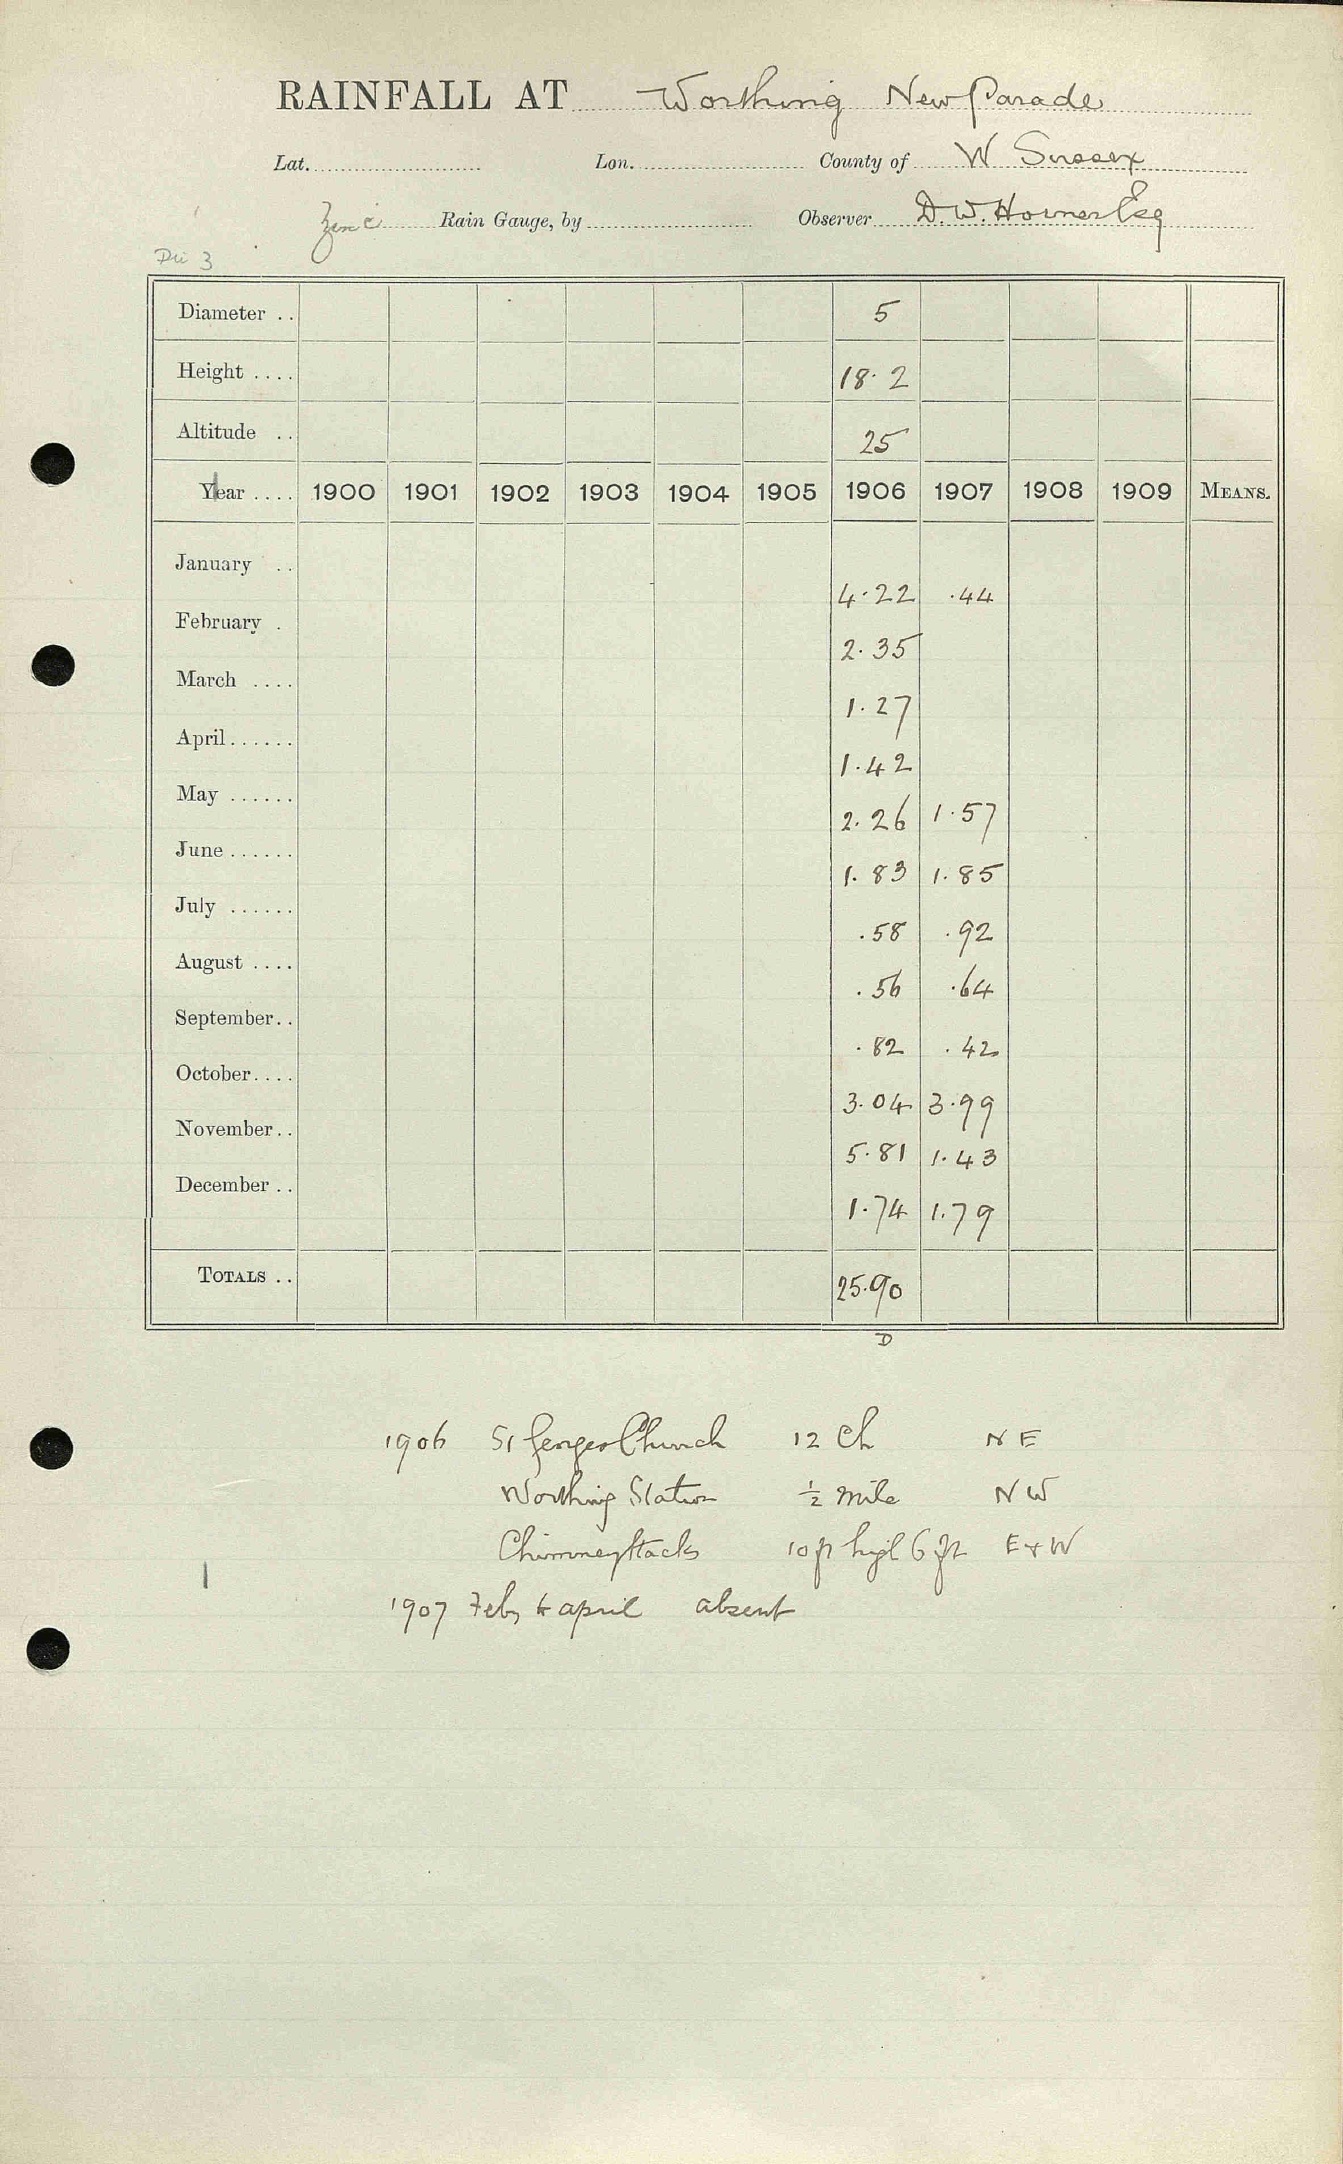 RAINFALL AT Worthing New Parade
Lat. Lon. County of W Sussex
Zinc Rain Gauge, by Observer D. W. Horner Esq
3
Diameter .. 5
Height .... 18.2
Altitude .. 25
Year .... 1900 1901 1902 1903 1904 1905 1906 1907 1908 1909 MEANS.
January .. 4.22 .44
February . 2.35
March .... 1.27
April...... 1.42
May ...... 2.26 1.57
June...... 1.83 1.85
July ...... .58 .92
August .... .56 .64
September.. .82 .42
October.... 3.04 3.99
November.. 5.81 1.43
December .. 1.74 1.79
TOTALS .. 25.90
D
1906 St Georges Church 12 Ch N E
Worthing Station ½ mile N W
Chimney stacks 10 ft high 6 ft E & W
1907 Feb, to april absent